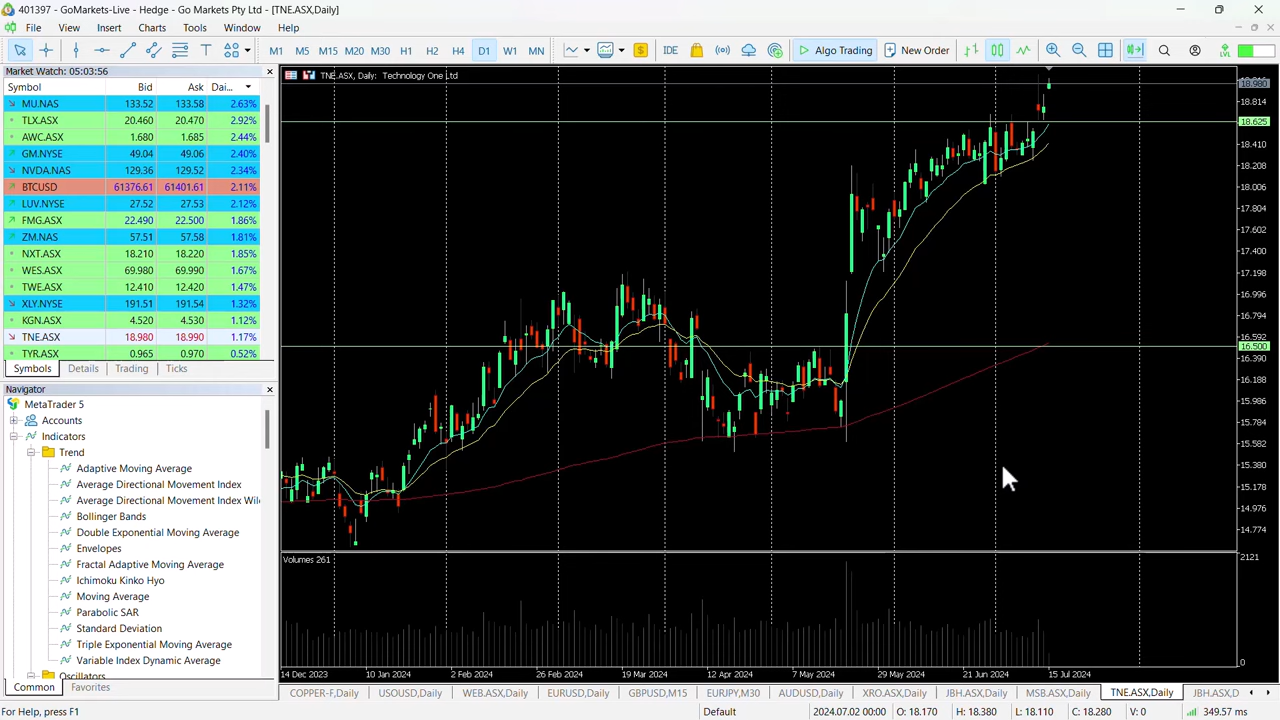 401397 - GoMarkets-Live - Hedge - Go Markets Pty Ltd - [TNE.ASX,Daily]
File View Insert Charts Tools Window Help
M1 M5 M15 M20 M30 H1 H2 H4 D1 W1 MN $ IDE Algo Trading New Order LVL
Market Watch: 05:03:56
Symbol Bid Ask Dai...
MU.NAS 133.52 133.58 2.63%
TLX.ASX 20.460 20.470 2.92%
AWC.ASX 1.680 1.685 2.44%
GM.NYSE 49.04 49.06 2.40%
NVDA.NAS 129.36 129.52 2.34%
BTCUSD 61376.61 61401.61 2.11%
LUV.NYSE 27.52 27.53 2.12%
FMG.ASX 22.490 22.500 1.86%
ZM.NAS 57.51 57.58 1.81%
NXT.ASX 18.210 18.220 1.85%
WES.ASX 69.980 69.990 1.67%
TWE.ASX 12.410 12.420 1.47%
XLY.NYSE 191.51 191.54 1.32%
KGN.ASX 4.520 4.530 1.12%
TNE.ASX 18.980 18.990 1.17%
TYR.ASX 0.965 0.970 0.52%
Symbols Details Trading Ticks
Navigator
MetaTrader 5
Accounts
Indicators
Trend
Adaptive Moving Average
Average Directional Movement Index
Average Directional Movement Index Wil
Bollinger Bands
Double Exponential Moving Average
Envelopes
Fractal Adaptive Moving Average
Ichimoku Kinko Hyo
Moving Average
Parabolic SAR
Standard Deviation
Triple Exponential Moving Average
Variable Index Dynamic Average
Oscillators
Common Favorites
TNE.ASX, Daily: Technology One Ltd
18.980
18.814
18.625
18.410
18.208
18.006
17.804
17.602
17.400
17.198
16.996
16.794
16.592
16.500
16.390
16.188
15.986
15.784
15.582
15.380
15.178
14.976
14.774
Volumes 261
2121
0
14 Dec 2023 10 Jan 2024 2 Feb 2024 26 Feb 2024 19 Mar 2024 12 Apr 2024 7 May 2024 29 May 2024 21 Jun 2024 15 Jul 2024
COPPER-F,Daily USOUSD,Daily WEB.ASX,Daily EURUSD,Daily GBPUSD,M15 EURJPY,M30 AUDUSD,Daily XRO.ASX,Daily JBH.ASX,Daily MSB.ASX,Daily TNE.ASX,Daily JBH.ASX,D
For Help, press F1 Default 2024.07.02 00:00 O: 18.170 H: 18.380 L: 18.110 C: 18.280 V: 0 349.57 ms